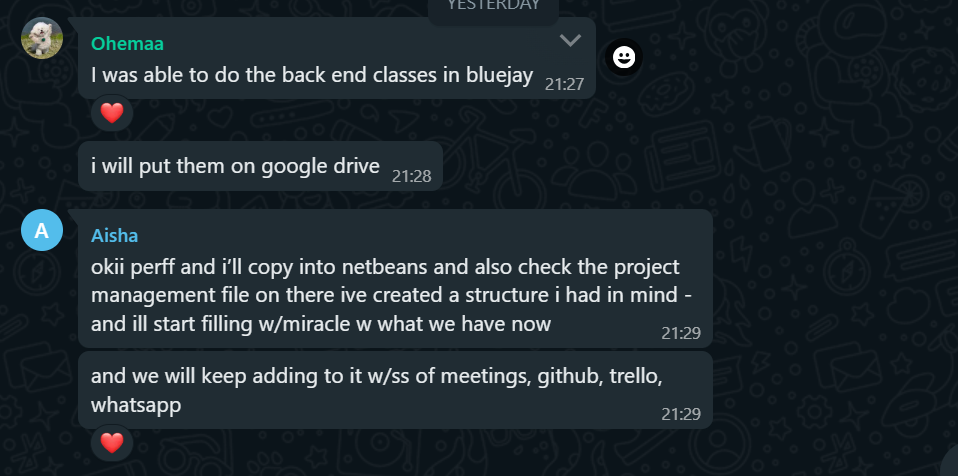 YESTERDAY
Ohemaa
I was able to do the back end classes in bluejay 21:27
i will put them on google drive 21:28
A
Aisha
okii perff and i'll copy into netbeans and also check the project
management file on there ive created a structure i had in mind -
and ill start filling w/miracle w what we have now
21:29
and we will keep adding to it w/ss of meetings, github, trello,
whatsapp
21:29